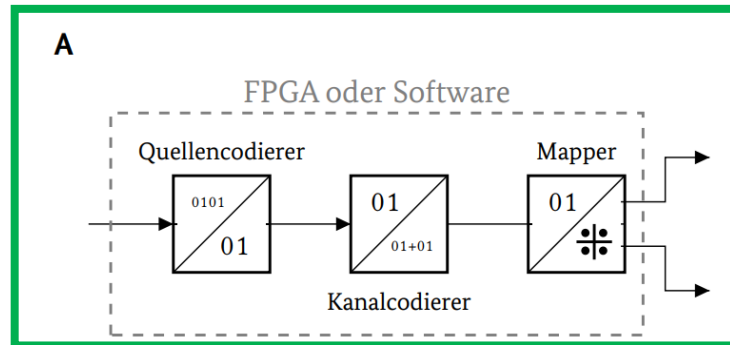 A
FPGA oder Software
Quellencodierer
Mapper
0101
01
01
01+01
01
Kanalcodierer